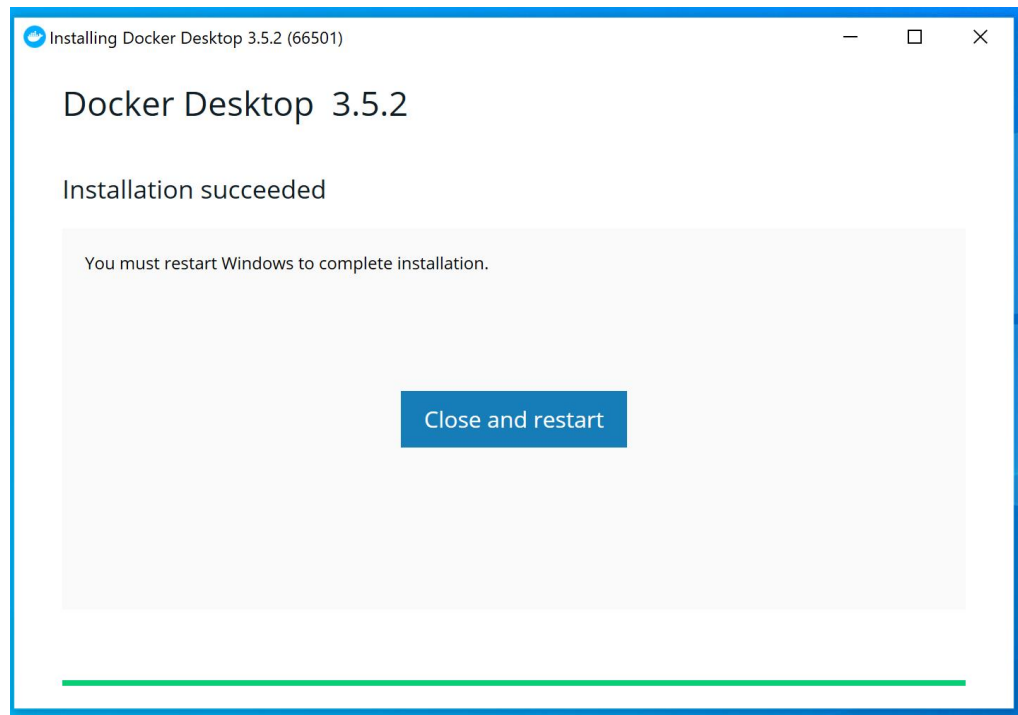 Installing Docker Desktop 3.5.2 (66501)
Docker Desktop 3.5.2
Installation succeeded
You must restart Windows to complete installation.
Close and restart